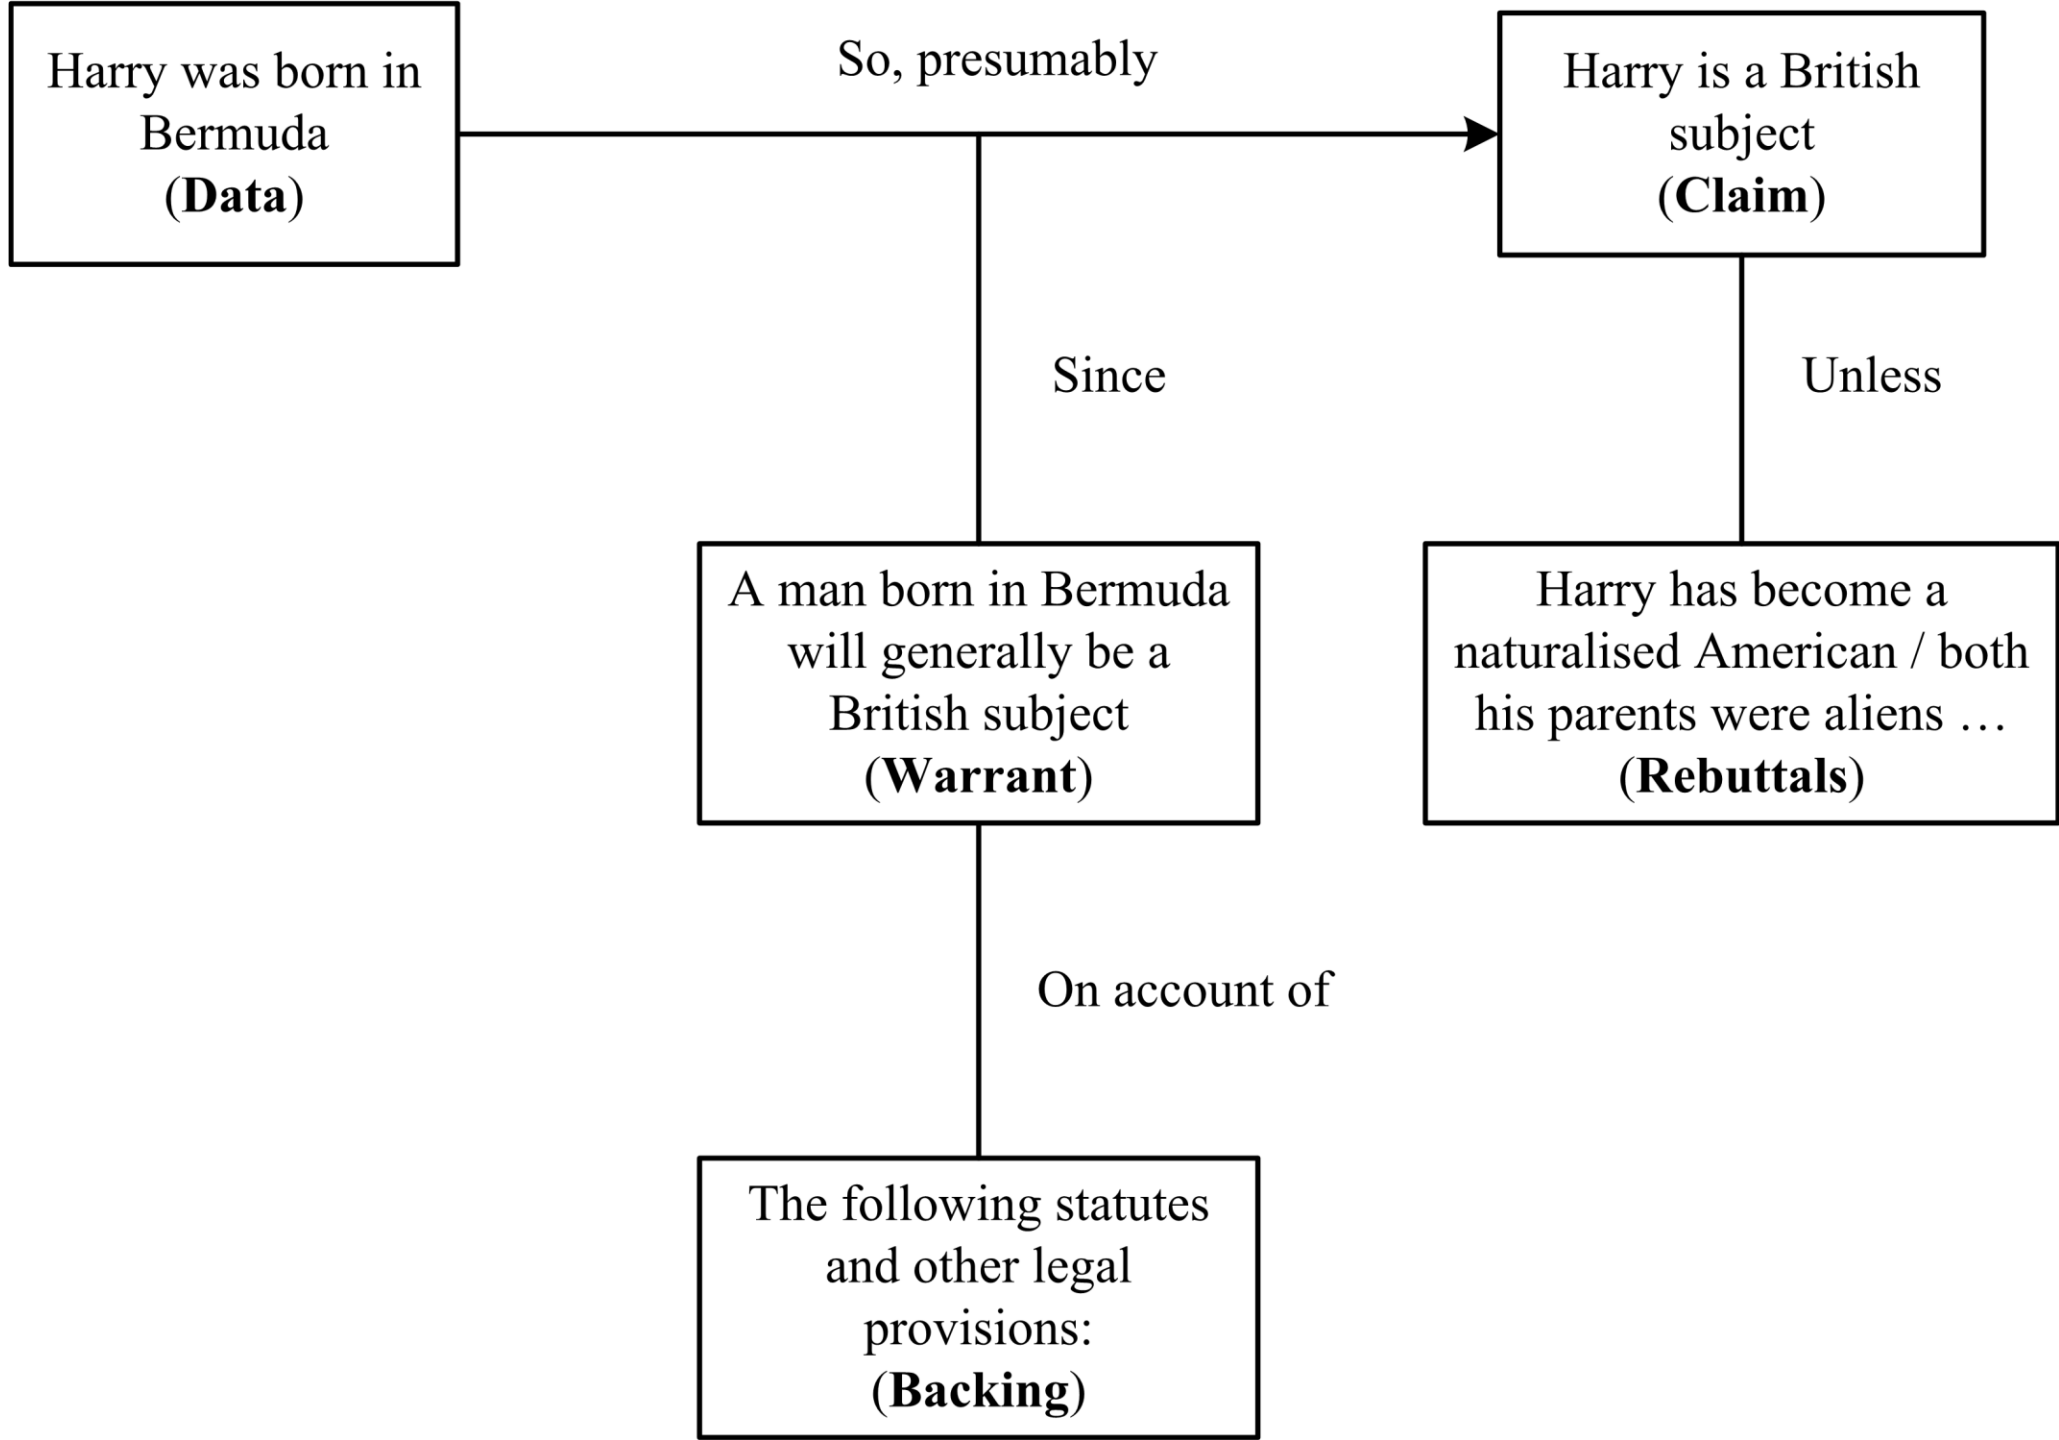 Harry was born in
Bermuda
(Data)
So, presumably
Harry is a British
subject
(Claim)
Since
Unless
A man born in Bermuda
will generally be a
British subject
(Warrant)
Harry has become a
naturalised American / both
his parents were aliens …
(Rebuttals)
On account of
The following statutes
and other legal
provisions:
(Backing)